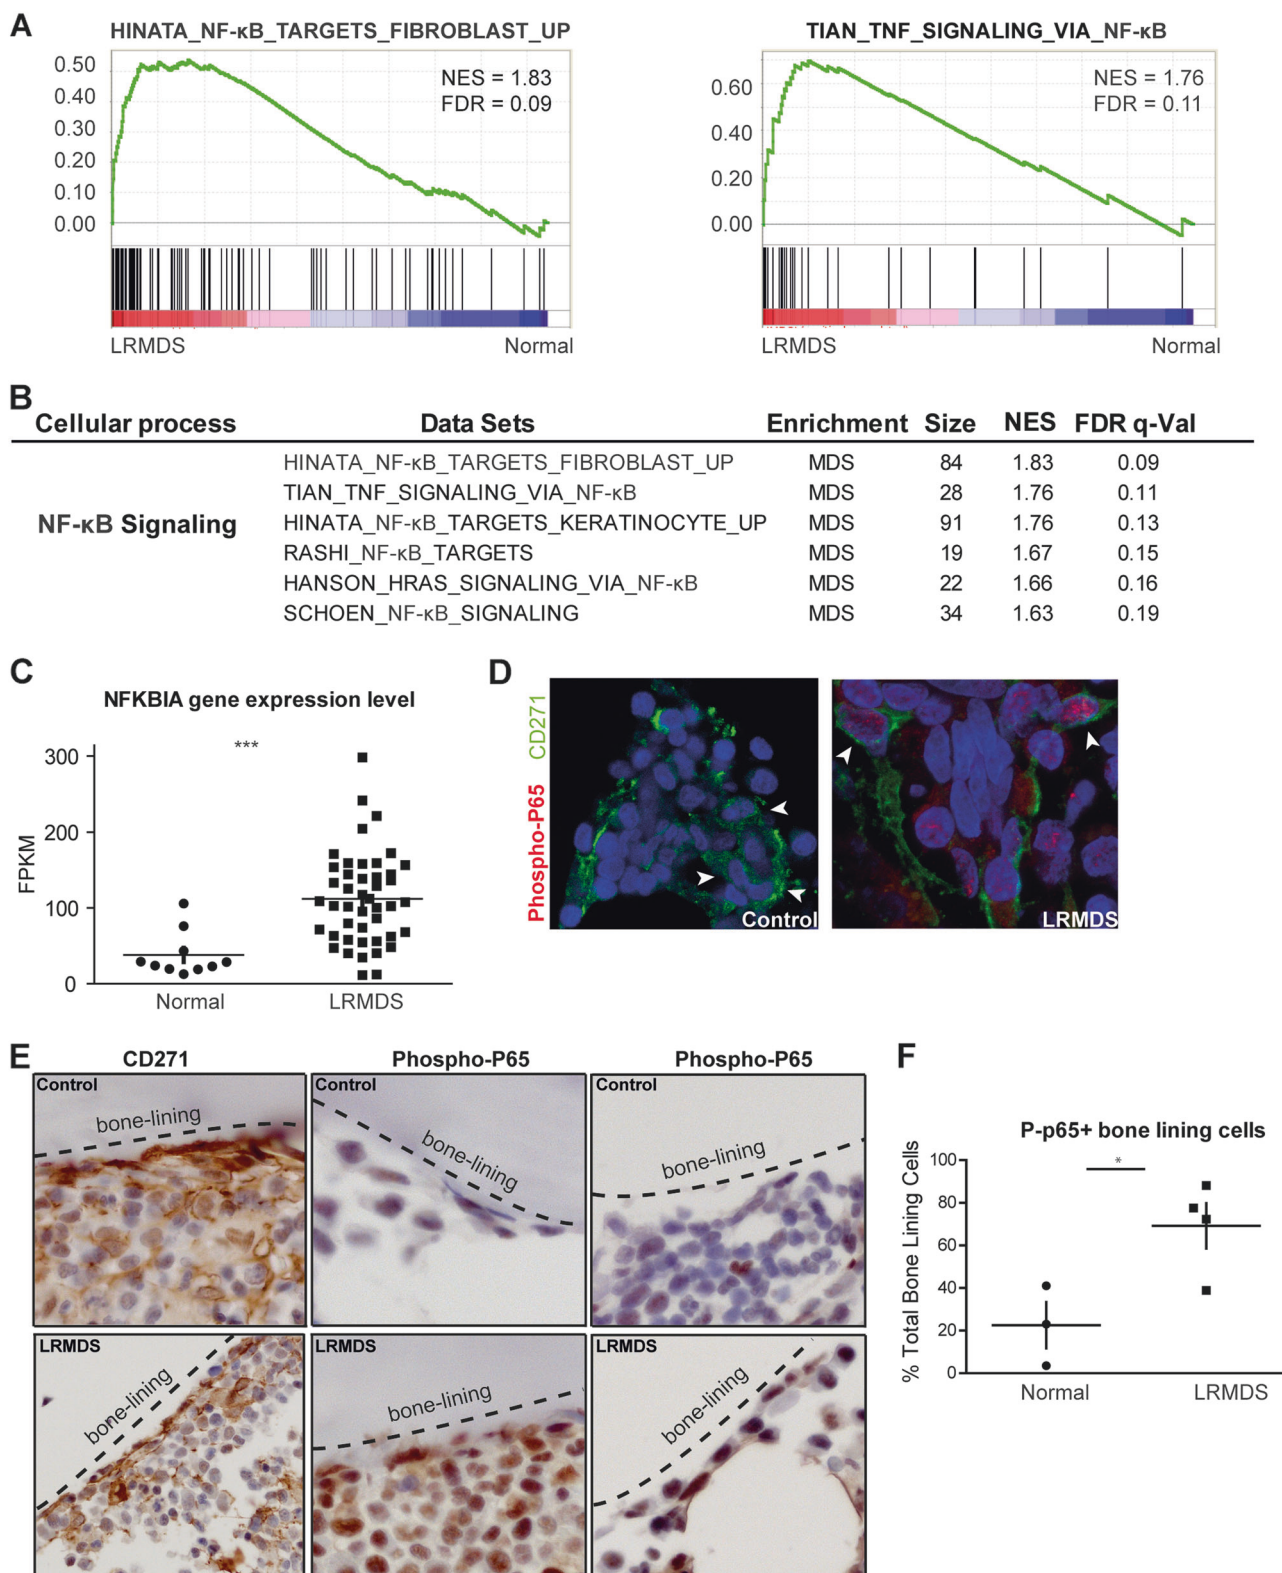 A
HINATA_NF-κB_TARGETS_FIBROBLAST_UP
0.50
0.40
0.30
0.20
0.10
0.00
NES = 1.83
FDR = 0.09
LRMDS
Normal
TIAN_TNF_SIGNALING_VIA_NF-κB
0.60
0.40
0.20
0.00
NES = 1.76
FDR = 0.11
LRMDS
Normal
B
Cellular process Data Sets Enrichment Size NES FDR q-Val
NF-κB Signaling
HINATA_NF-κB_TARGETS_FIBROBLAST_UP MDS 84 1.83 0.09
TIAN_TNF_SIGNALING_VIA_NF-κB MDS 28 1.76 0.11
HINATA_NF-κB_TARGETS_KERATINOCYTE_UP MDS 91 1.76 0.13
RASHI_NF-κB_TARGETS MDS 19 1.67 0.15
HANSON_HRAS_SIGNALING_VIA_NF-κB MDS 22 1.66 0.16
SCHOEN_NF-κB_SIGNALING MDS 34 1.63 0.19
C
NFKBIA gene expression level
***
FPKM
300
200
100
0
Normal
LRMDS
D
Phospho-P65 CD271
Control
LRMDS
E
CD271
Phospho-P65
Phospho-P65
Control
bone-lining
Control
bone-lining
Control
bone-lining
LRMDS
bone-lining
LRMDS
bone-lining
LRMDS
bone-lining
F
P-p65+ bone lining cells
*
% Total Bone Lining Cells
100
80
60
40
20
0
Normal
LRMDS